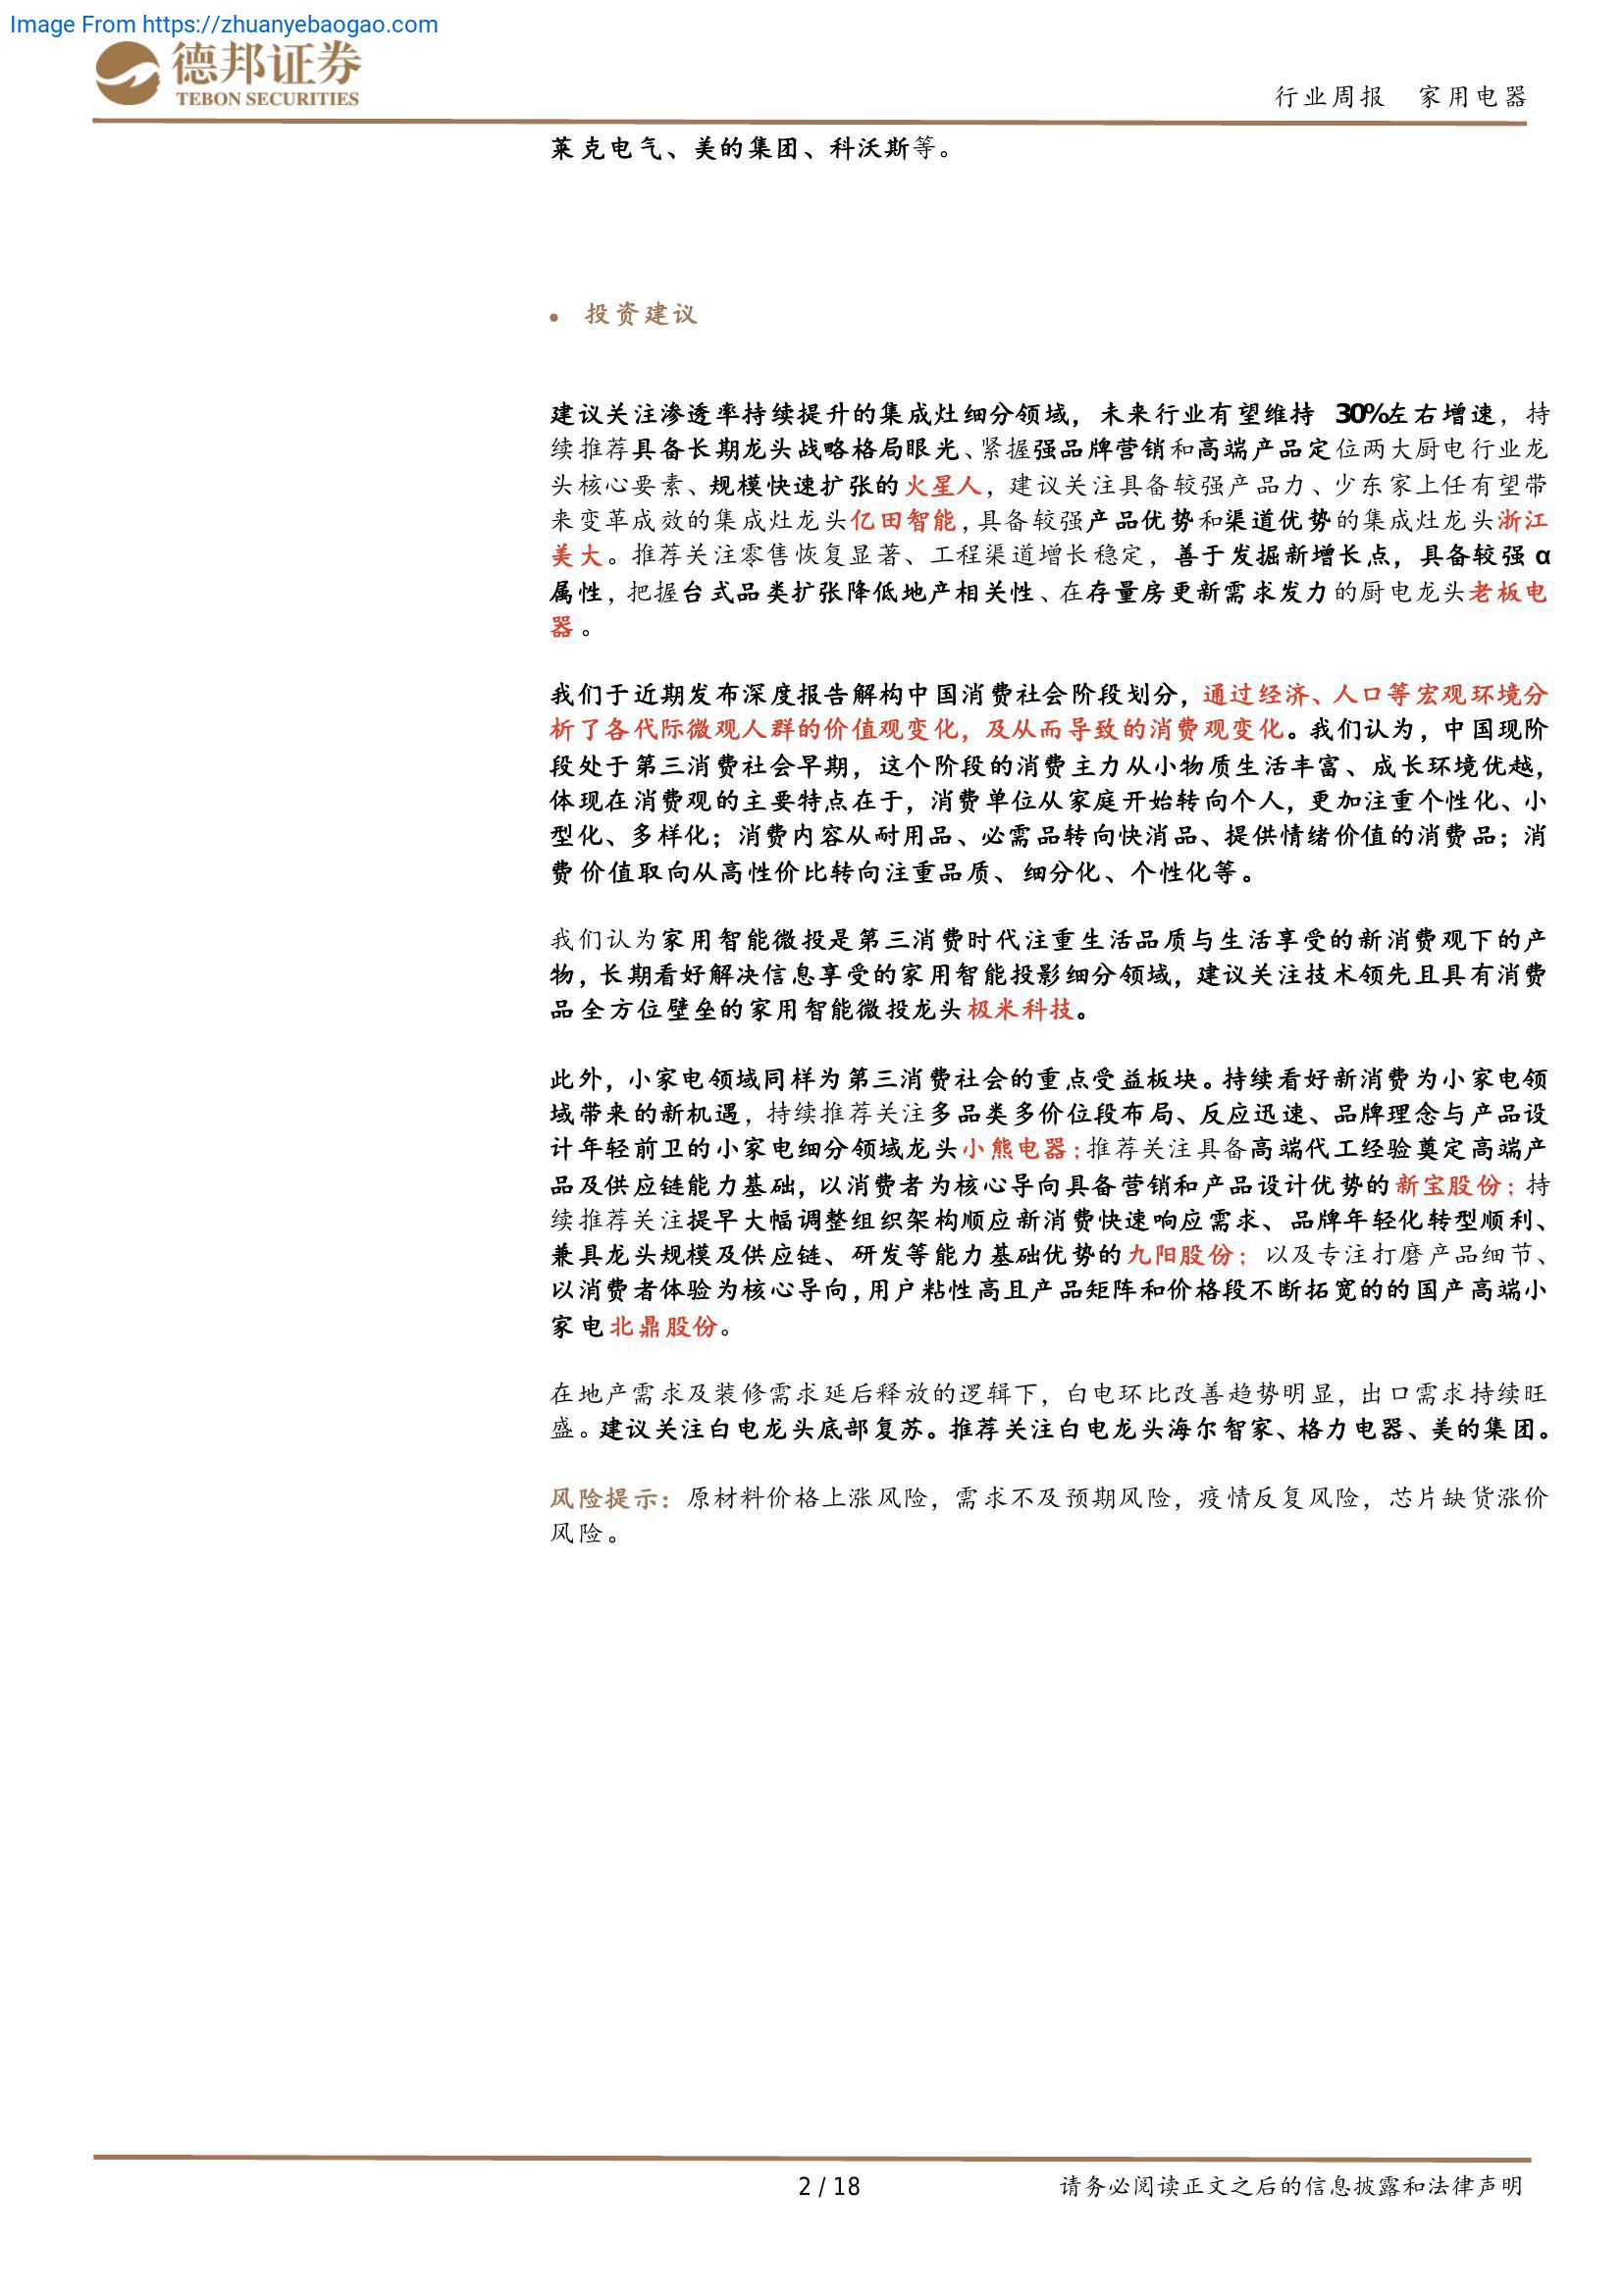 Image From https://zhuanyebaogao.com
德邦证券
TEBON SECURITIES
行业周报 家用电器
莱克电气、美的集团、科沃斯等。
• 投资建议
建议关注渗透率持续提升的集成灶细分领域，未来行业有望维持 30%左右增速，持
续推荐具备长期龙头战略格局眼光、紧握强品牌营销和高端产品定位两大厨电行业龙
头核心要素、规模快速扩张的火星人，建议关注具备较强产品力、少东家上任有望带
来变革成效的集成灶龙头亿田智能，具备较强产品优势和渠道优势的集成灶龙头浙江
美大。推荐关注零售恢复显著、工程渠道增长稳定，善于发掘新增长点，具备较强 α
属性，把握台式品类扩张降低地产相关性、在存量房更新需求发力的厨电龙头老板电
器。
我们于近期发布深度报告解构中国消费社会阶段划分，通过经济、人口等宏观环境分
析了各代际微观人群的价值观变化，及从而导致的消费观变化。我们认为，中国现阶
段处于第三消费社会早期，这个阶段的消费主力从小物质生活丰富、成长环境优越，
体现在消费观的主要特点在于，消费单位从家庭开始转向个人，更加注重个性化、小
型化、多样化；消费内容从耐用品、必需品转向快消品、提供情绪价值的消费品；消
费价值取向从高性价比转向注重品质、细分化、个性化等。
我们认为家用智能微投是第三消费时代注重生活品质与生活享受的新消费观下的产
物，长期看好解决信息享受的家用智能投影细分领域，建议关注技术领先且具有消费
品全方位壁垒的家用智能微投龙头极米科技。
此外，小家电领域同样为第三消费社会的重点受益板块。持续看好新消费为小家电领
域带来的新机遇，持续推荐关注多品类多价位段布局、反应迅速、品牌理念与产品设
计年轻前卫的小家电细分领域龙头小熊电器；推荐关注具备高端代工经验奠定高端产
品及供应链能力基础，以消费者为核心导向具备营销和产品设计优势的新宝股份；持
续推荐关注提早大幅调整组织架构顺应新消费快速响应需求、品牌年轻化转型顺利、
兼具龙头规模及供应链、研发等能力基础优势的九阳股份；以及专注打磨产品细节、
以消费者体验为核心导向，用户粘性高且产品矩阵和价格段不断拓宽的的国产高端小
家电北鼎股份。
在地产需求及装修需求延后释放的逻辑下，白电环比改善趋势明显，出口需求持续旺
盛。建议关注白电龙头底部复苏。推荐关注白电龙头海尔智家、格力电器、美的集团。
风险提示：原材料价格上涨风险，需求不及预期风险，疫情反复风险，芯片缺货涨价
风险。
2 / 18
请务必阅读正文之后的信息披露和法律声明